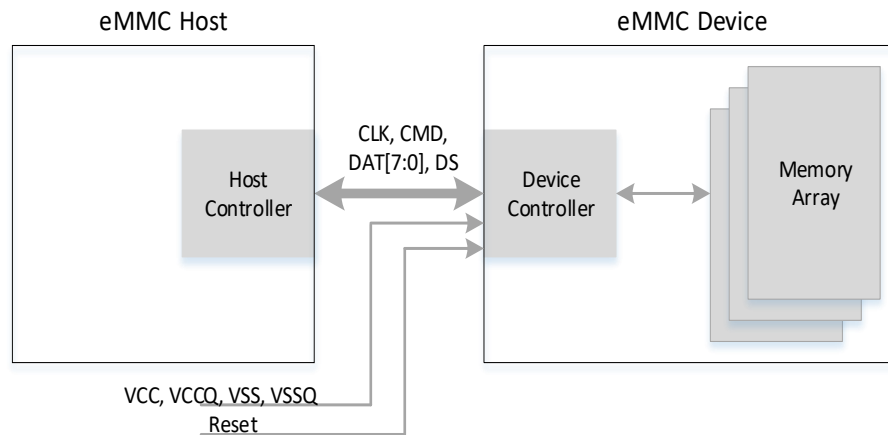 eMMC Host
eMMC Device
CLK, CMD,
DAT[7:0], DS
Host
Controller
Device
Controller
Memory
Array
VCC, VCCQ, VSS, VSSQ
Reset